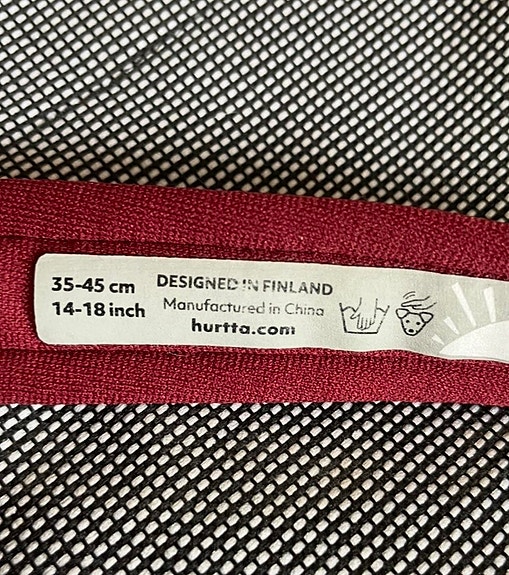 35-45 cm
14-18 inch
DESIGNED IN FINLAND
Manufactured in China
hurtta.com